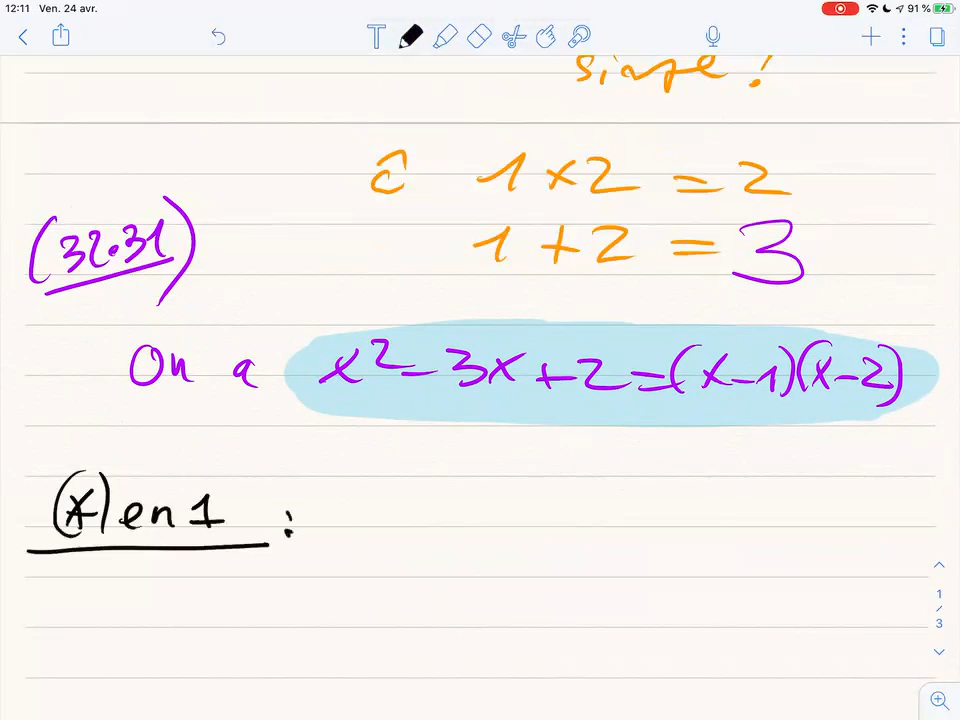 12:11 Ven. 24 avr. 91 %
simple !
1 × 2 = 2
(32.31) 1 + 2 = 3
On a x² - 3x + 2 = (x - 1)(x - 2)
(*) en 1 :
1
/
3